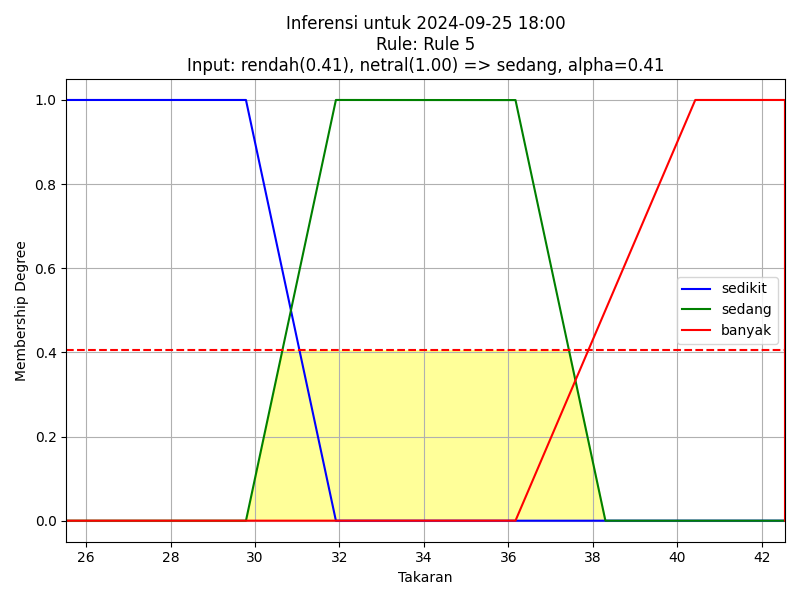 Inferensi untuk 2024-09-25 18:00
Rule: Rule 5
Input: rendah(0.41), netral(1.00) => sedang, alpha=0.41
1.0
0.8
0.6
0.4
0.2
0.0
Membership Degree
sedikit
sedang
banyak
26 28 30 32 34 36 38 40 42
Takaran